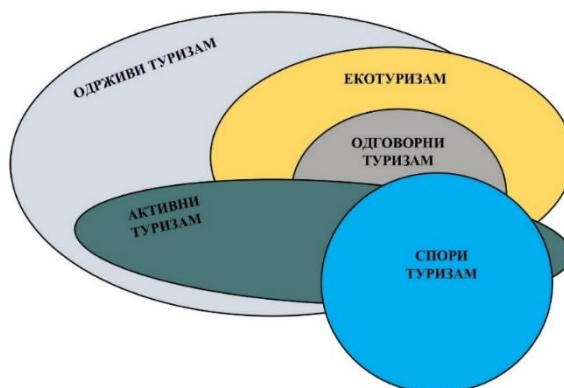 ОДРЖИВИ ТУРИЗАМ
ЕКОТУРИЗАМ
ОДГОВОРНИ
ТУРИЗАМ
АКТИВНИ
ТУРИЗАМ
СПОРИ
ТУРИЗАМ